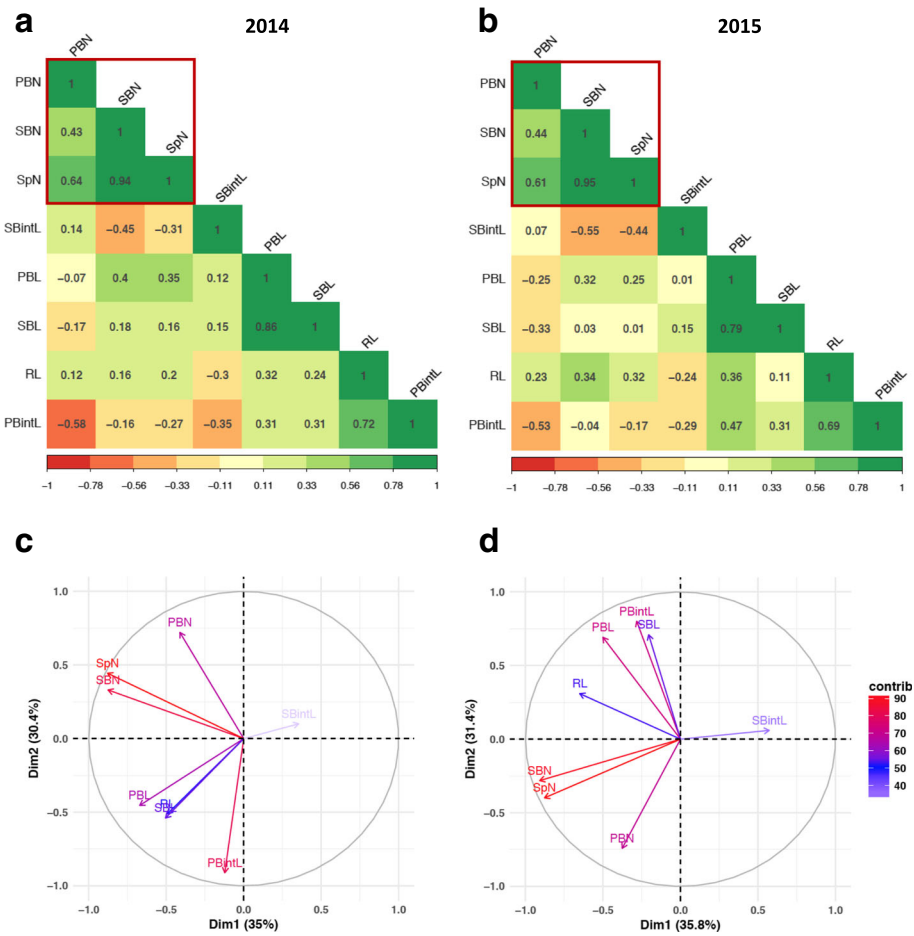 a 2014
PBN
PBN 1
SBN
SBN 0.43 1
SpN
SpN 0.64 0.94 1
SBintL
SBintL 0.14 −0.45 −0.31 1
PBL
PBL −0.07 0.4 0.35 0.12 1
SBL
SBL −0.17 0.18 0.16 0.15 0.86 1
RL
RL 0.12 0.16 0.2 −0.3 0.32 0.24 1
PBintL
PBintL −0.58 −0.16 −0.27 −0.35 0.31 0.31 0.72 1
−1 −0.78 −0.56 −0.33 −0.11 0.11 0.33 0.56 0.78 1
b 2015
PBN
PBN 1
SBN
SBN 0.44 1
SpN
SpN 0.61 0.95 1
SBintL
SBintL 0.07 −0.55 −0.44 1
PBL
PBL −0.25 0.32 0.25 0.01 1
SBL
SBL −0.33 0.03 0.01 0.15 0.79 1
RL
RL 0.23 0.34 0.32 −0.24 0.36 0.11 1
PBintL
PBintL −0.53 −0.04 −0.17 −0.29 0.47 0.31 0.69 1
−1 −0.78 −0.56 −0.33 −0.11 0.11 0.33 0.56 0.78 1
c
1.0
PBN
SpN
0.5
SBN
SBintL
0.0
PBL
RL
SBL
−0.5
PBintL
−1.0
−1.0 −0.5 0.0 0.5 1.0
Dim1 (35%)
Dim2 (30.4%)
d
1.0
PBintL
PBL SBL
0.5
RL
SBintL
0.0
SBN
SpN
−0.5
PBN
−1.0
−1.0 −0.5 0.0 0.5 1.0
Dim1 (35.8%)
Dim2 (31.4%)
contrib
90
80
70
60
50
40